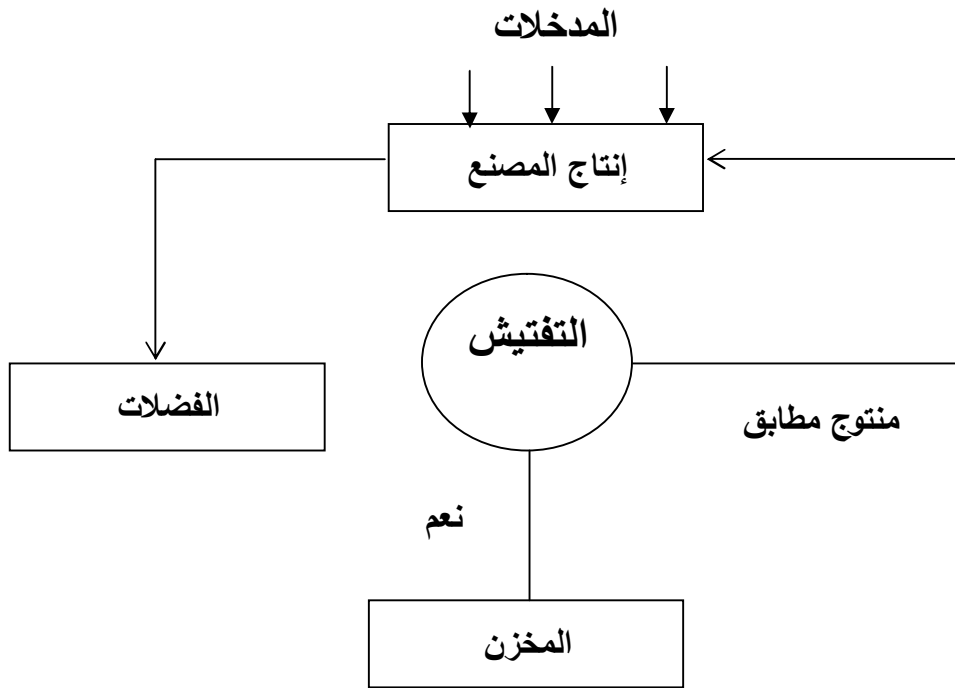 المدخلات
إنتاج المصنع
التفتيش
الفضلات
منتوج مطابق
نعم
المخزن